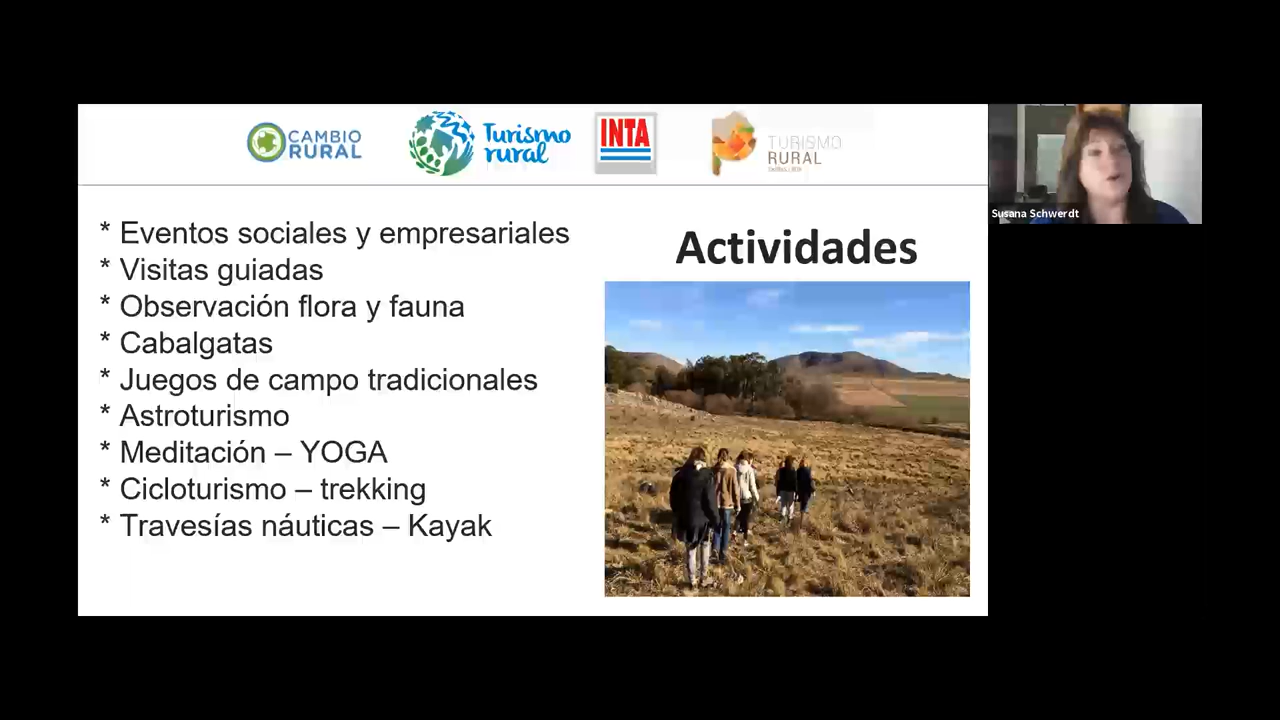 CAMBIO
RURAL
Turismo
rural
INTA
TURISMO
RURAL
Susana Schwerdt
Actividades
* Eventos sociales y empresariales
* Visitas guiadas
* Observación flora y fauna
* Cabalgatas
* Juegos de campo tradicionales
* Astroturismo
* Meditación – YOGA
* Cicloturismo – trekking
* Travesías náuticas – Kayak